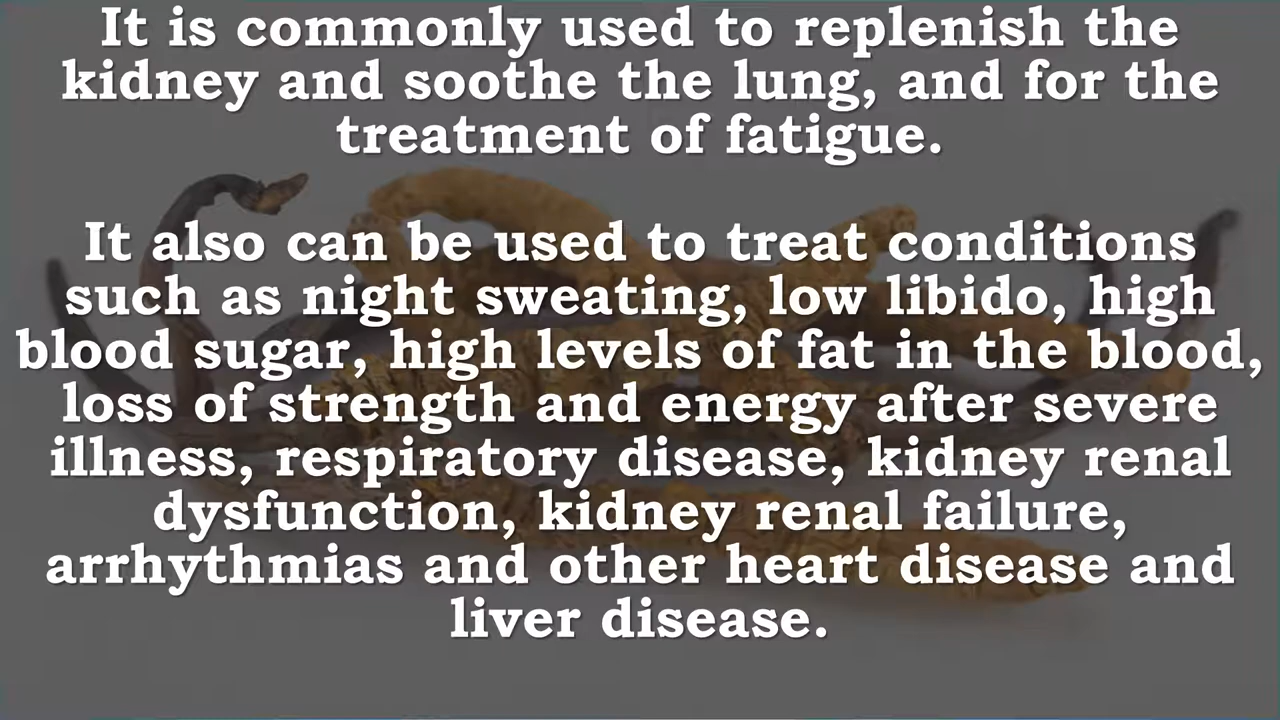 It is commonly used to replenish the
kidney and soothe the lung, and for the
treatment of fatigue.
It also can be used to treat conditions
such as night sweating, low libido, high
blood sugar, high levels of fat in the blood,
loss of strength and energy after severe
illness, respiratory disease, kidney renal
dysfunction, kidney renal failure,
arrhythmias and other heart disease and
liver disease.